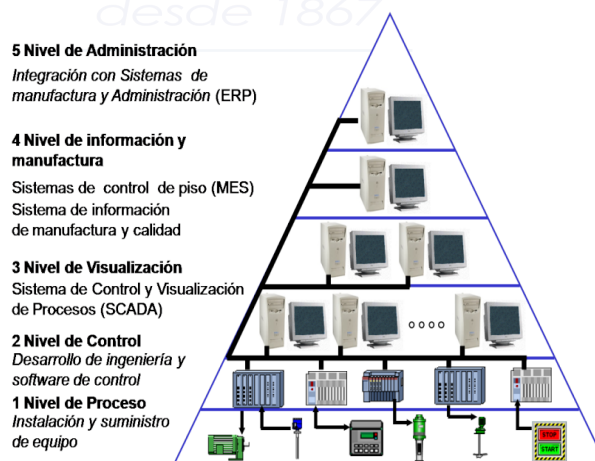 desde 1867
5 Nivel de Administración
Integración con Sistemas de
manufactura y Administración (ERP)
4 Nivel de información y
manufactura
Sistemas de control de piso (MES)
Sistema de información
de manufactura y calidad
3 Nivel de Visualización
Sistema de Control y Visualización
de Procesos (SCADA)
2 Nivel de Control
Desarrollo de ingeniería y
software de control
1 Nivel de Proceso
Instalación y suministro
de equipo
STOP
START